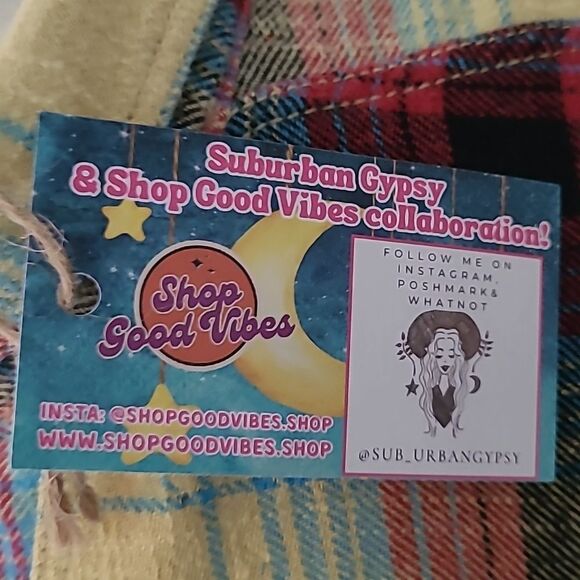 Suburban Gypsy
& Shop Good Vibes collaboration!
Shop
Good Vibes
INSTA: @SHOPGOODVIBES.SHOP
WWW.SHOPGOODVIBES.SHOP
FOLLOW ME ON
INSTAGRAM,
POSHMARK&
WHATNOT
@SUB_URBANGYPSY